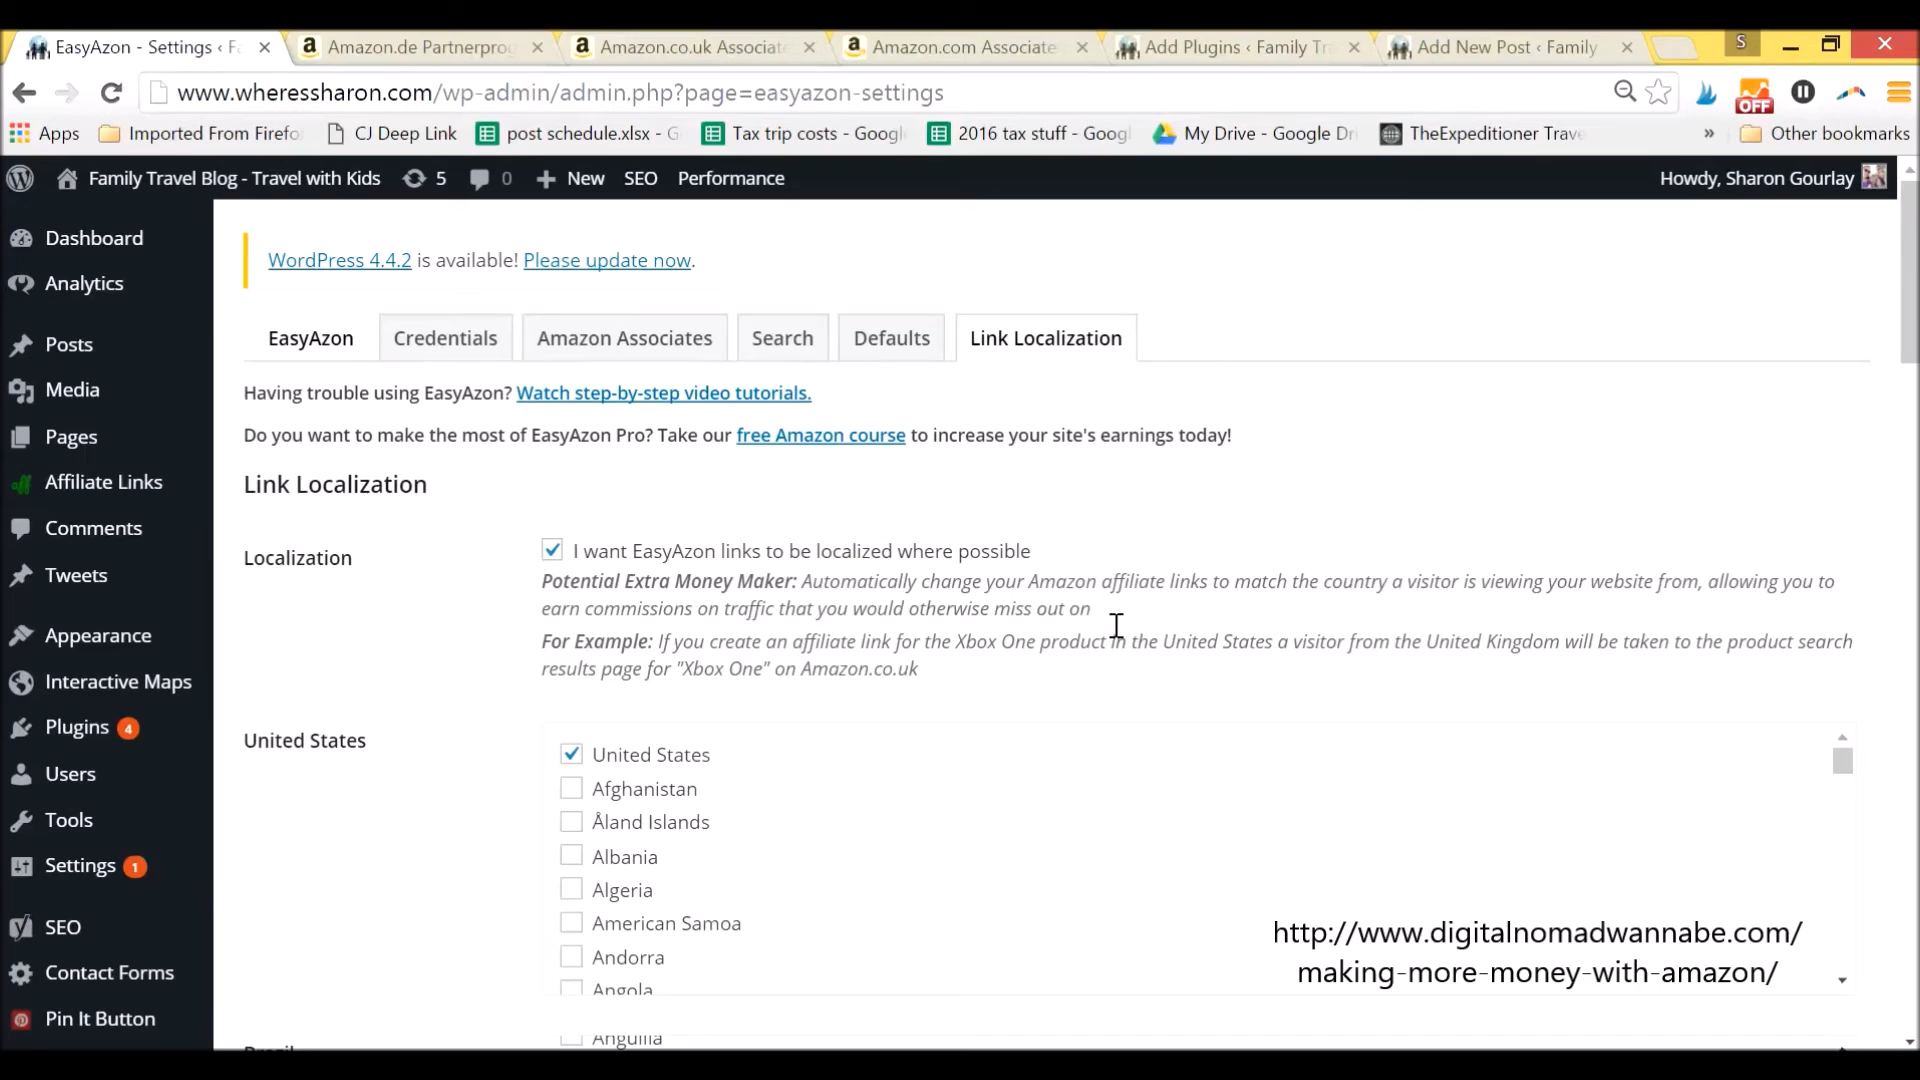 EasyAzon - Settings ‹ Fa
Amazon.de Partnerprog
Amazon.co.uk Associate
Amazon.com Associate
Add Plugins ‹ Family Tr
Add New Post ‹ Family
S
www.wheressharon.com/wp-admin/admin.php?page=easyazon-settings
OFF
Apps
Imported From Firefo
CJ Deep Link
post schedule.xlsx - G
Tax trip costs - Google
2016 tax stuff - Googl
My Drive - Google Dri
TheExpeditioner Trave
»
Other bookmarks
Family Travel Blog - Travel with Kids
5
0
New
SEO
Performance
Howdy, Sharon Gourlay
Dashboard
Analytics
Posts
Media
Pages
Affiliate Links
Comments
Tweets
Appearance
Interactive Maps
Plugins 4
Users
Tools
Settings 1
SEO
Contact Forms
Pin It Button
WordPress 4.4.2 is available! Please update now.
EasyAzon
Credentials
Amazon Associates
Search
Defaults
Link Localization
Having trouble using EasyAzon? Watch step-by-step video tutorials.
Do you want to make the most of EasyAzon Pro? Take our free Amazon course to increase your site's earnings today!
Link Localization
Localization
I want EasyAzon links to be localized where possible
Potential Extra Money Maker: Automatically change your Amazon affiliate links to match the country a visitor is viewing your website from, allowing you to
earn commissions on traffic that you would otherwise miss out on
For Example: If you create an affiliate link for the Xbox One product in the United States a visitor from the United Kingdom will be taken to the product search
results page for "Xbox One" on Amazon.co.uk
United States
United States
Afghanistan
Åland Islands
Albania
Algeria
American Samoa
Andorra
Angola
Anguilla
http://www.digitalnomadwannabe.com/
making-more-money-with-amazon/